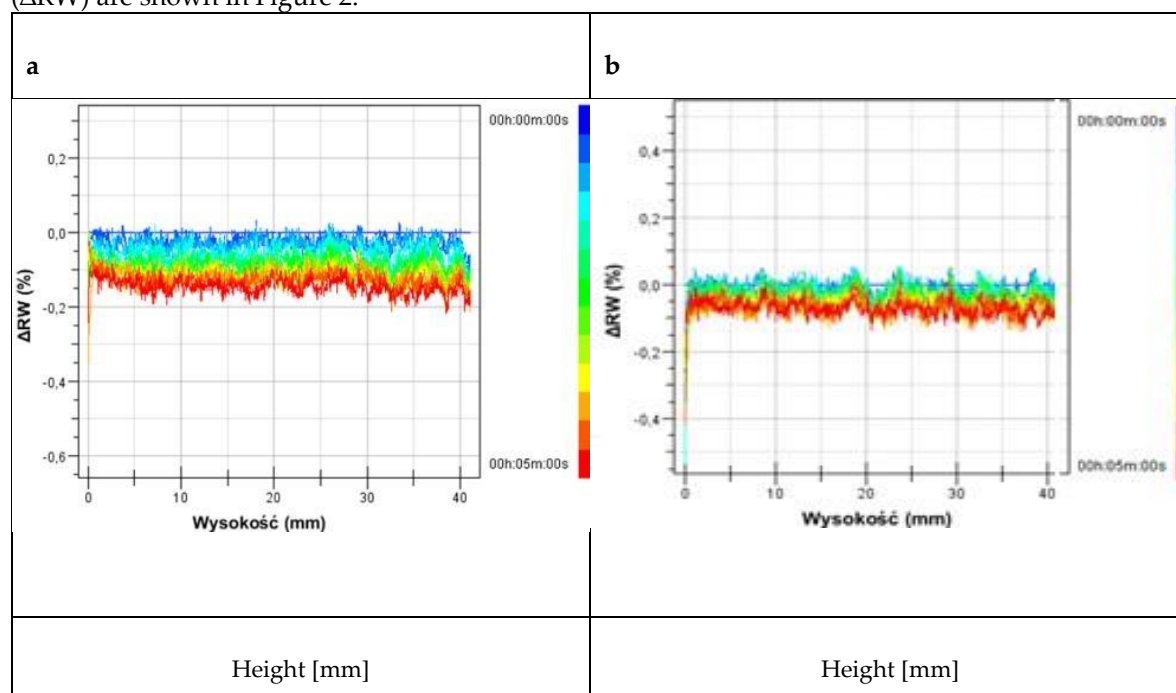 (ΔRW) are shown in Figure 2.
a
b
00h:00m:00s
0,2
0,0
-0,2
-0,4
-0,6
ΔRW (%)
00h:05m:00s
0 10 20 30 40
Wysokość (mm)
00h:00m:00s
0,4
0,2
0,0
-0,2
-0,4
ΔRW (%)
00h:05m:00s
0 10 20 30 40
Wysokość (mm)
Height [mm]
Height [mm]